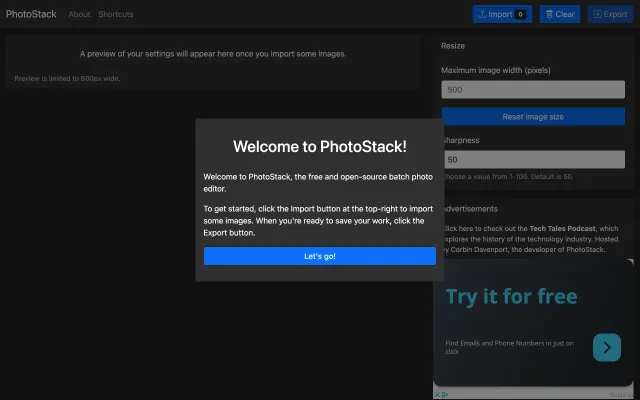 PhotoStack About Shortcuts Import 0 Clear Export
A preview of your settings will appear here once you import some images.
Preview is limited to 800px wide.
Resize
Maximum image width (pixels)
500
Reset image size
Sharpness
50
Choose a value from 1-100. Default is 50.
Welcome to PhotoStack!
Welcome to PhotoStack, the free and open-source batch photo
editor.
To get started, click the Import button at the top-right to import
some images. When you're ready to save your work, click the
Export button.
Let's go!
Advertisements
Click here to check out the Tech Tales Podcast, which
explores the history of the technology industry. Hosted
by Corbin Davenport, the developer of PhotoStack.
Try it for free
Find Emails and Phone Numbers in just on
click